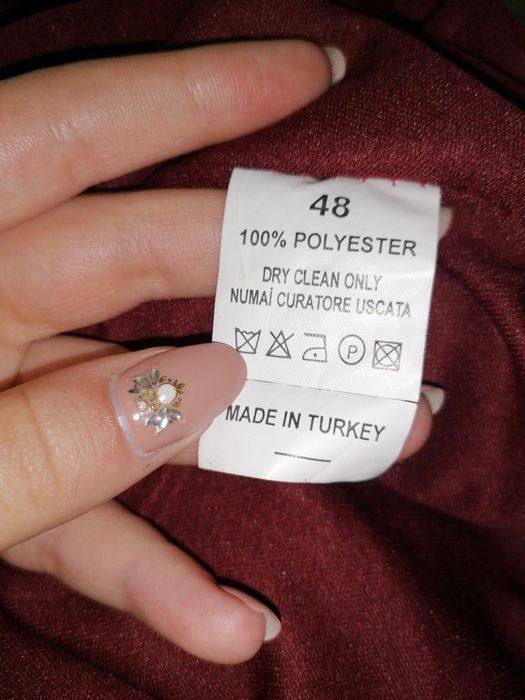 48
100% POLYESTER
DRY CLEAN ONLY
NUMAİ CURATORE USCATA
P
MADE IN TURKEY